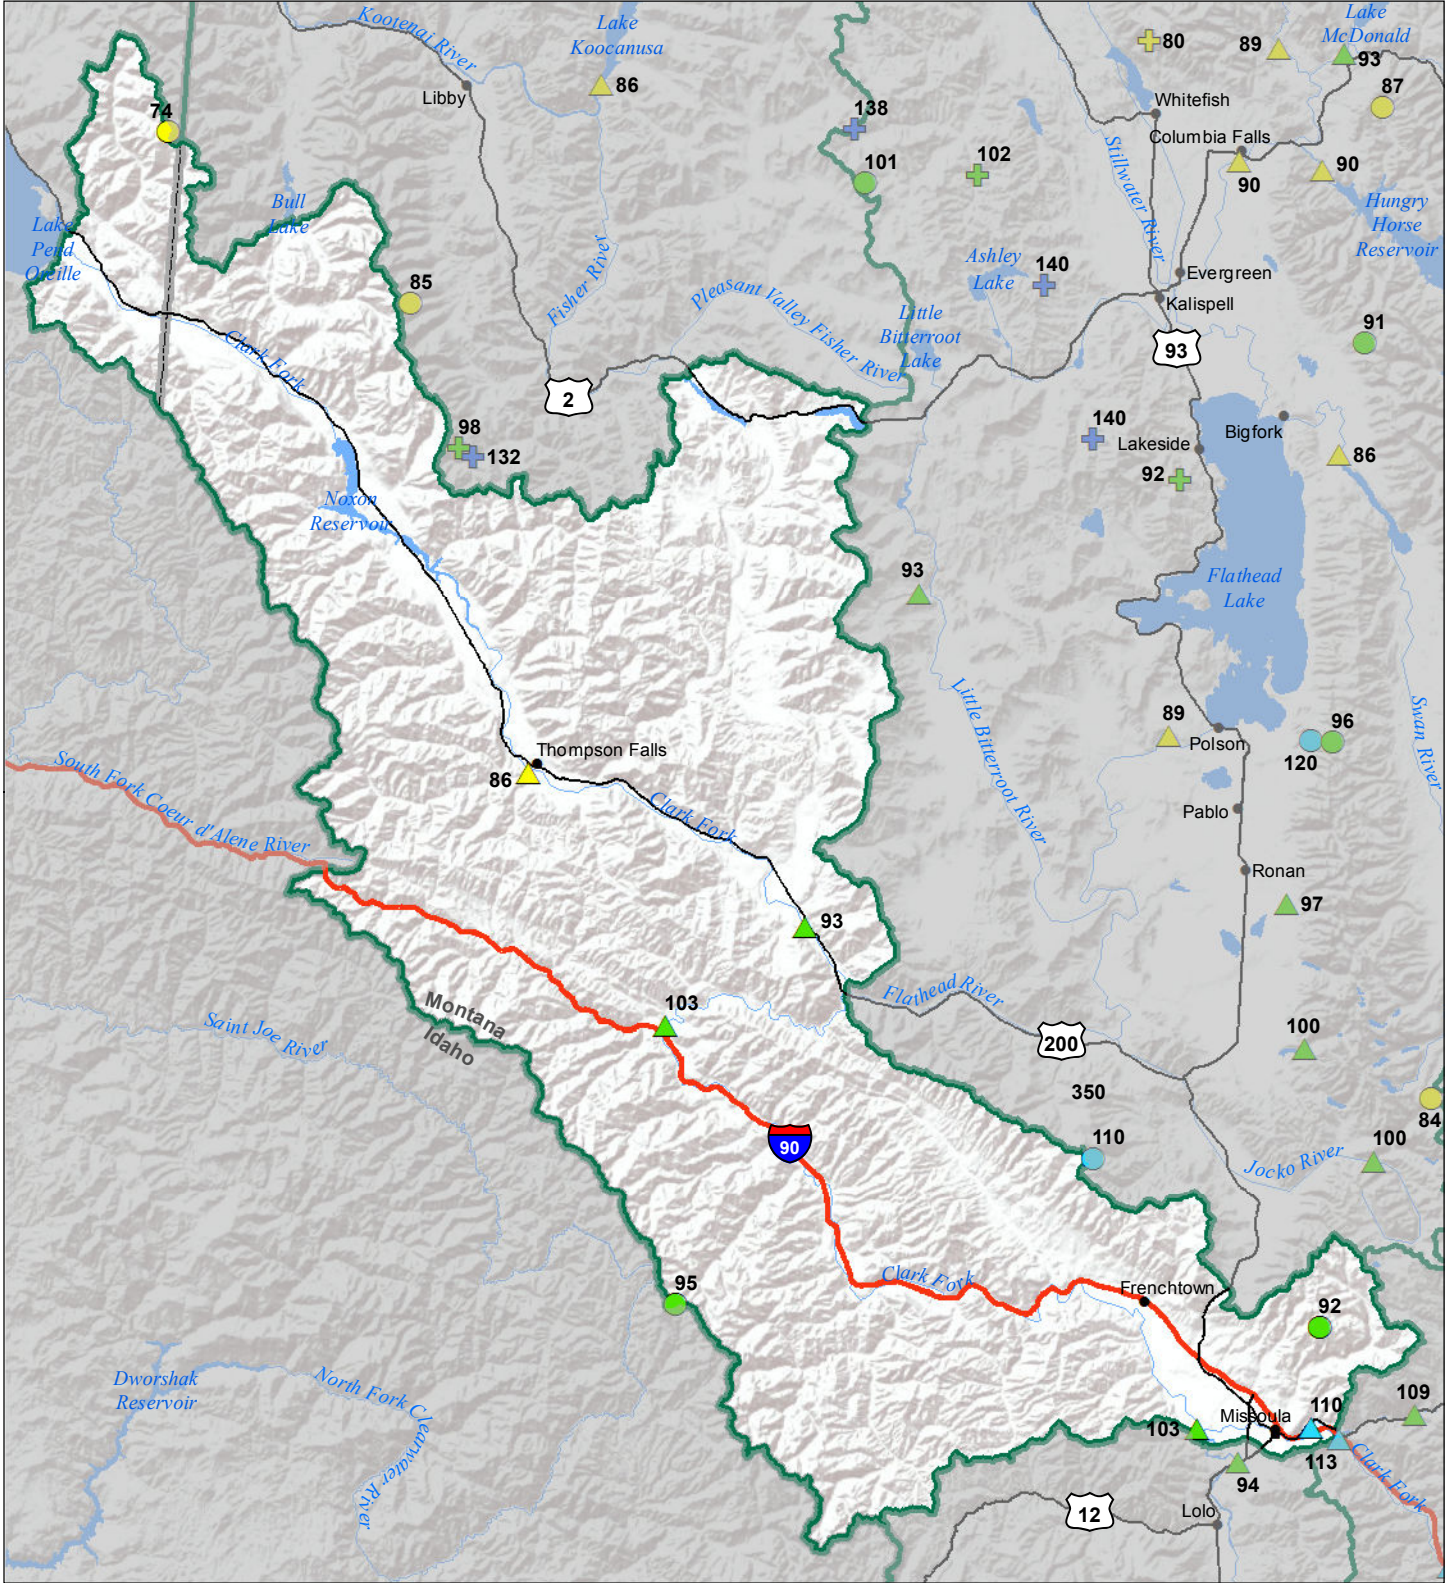 Kootenai River
Lake
Koocanusa
Lake
McDonald
80
89
93
86
87
Libby
Whitefish
74
138
Columbia Falls
101
102
90
90
Stillwater River
Bull
Lake
Hungry
Horse
Reservoir
Lake
Pend
Oreille
Fisher River
Ashley
Lake
140
Evergreen
85
Pleasant Valley Fisher River
Kalispell
Little
Bitterroot
Lake
91
93
Clark Fork
2
98
132
140
Lakeside
Bigfork
92
86
Noxon
Reservoir
93
Flathead
Lake
Little Bitterroot River
Swan River
89
Polson
96
120
Thompson Falls
86
South Fork Coeur d'Alene River
Clark Fork
Pablo
Ronan
97
93
Flathead River
Montana
Idaho
103
Saint Joe River
200
100
350
84
90
110
100
Jocko River
95
Clark Fork
Frenchtown
92
Dworshak
Reservoir
North Fork Clearwater River
109
110
Missoula
103
113
94
Clark Fork
Lolo
12